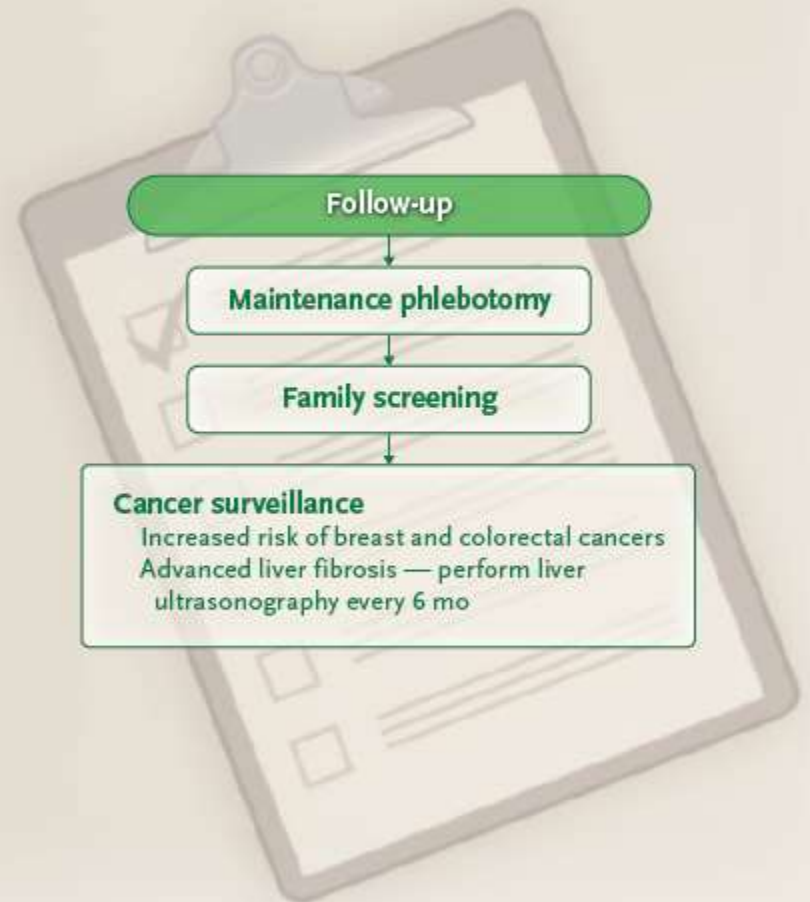 Follow-up
Maintenance phlebotomy
Family screening
Cancer surveillance
Increased risk of breast and colorectal cancers
Advanced liver fibrosis — perform liver
ultrasonography every 6 mo